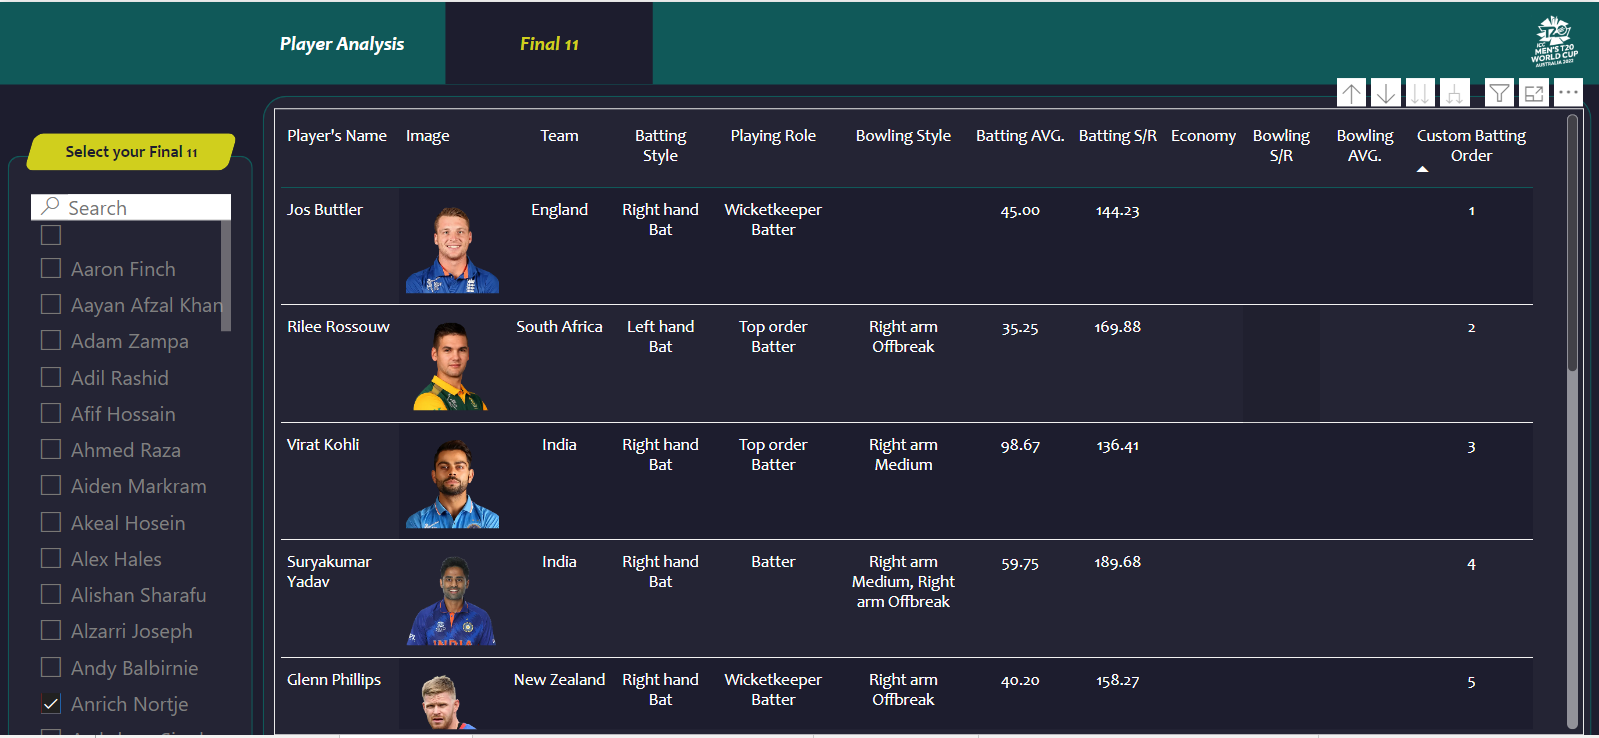 Player Analysis
Final 11
ICC
MEN'S T20
WORLD CUP
AUSTRALIA 2022
Select your Final 11
Search
Aaron Finch
Aayan Afzal Khan
Adam Zampa
Adil Rashid
Afif Hossain
Ahmed Raza
Aiden Markram
Akeal Hosein
Alex Hales
Alishan Sharafu
Alzarri Joseph
Andy Balbirnie
Anrich Nortje
Player's Name Image Team Batting Style Playing Role Bowling Style Batting AVG. Batting S/R Economy Bowling S/R Bowling AVG. Custom Batting Order
Jos Buttler England Right hand Bat Wicketkeeper Batter 45.00 144.23 1
Rilee Rossouw South Africa Left hand Bat Top order Batter Right arm Offbreak 35.25 169.88 2
Virat Kohli India Right hand Bat Top order Batter Right arm Medium 98.67 136.41 3
Suryakumar Yadav India Right hand Bat Batter Right arm Medium, Right arm Offbreak 59.75 189.68 4
INDIA
Glenn Phillips New Zealand Right hand Bat Wicketkeeper Batter Right arm Offbreak 40.20 158.27 5